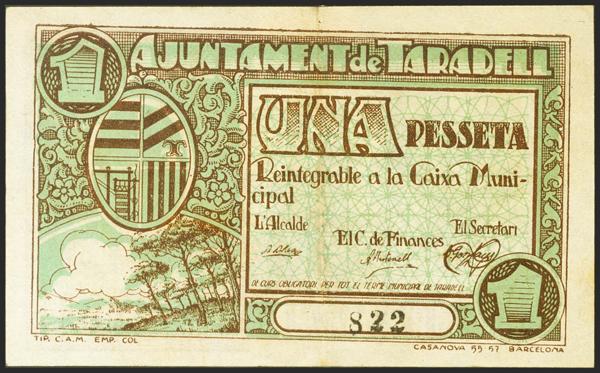 1 AJUNTAMENT de TARADELL
UNA PESSETA
Reintegrable a la Caixa Muni-
cipal
L'Alcalde
El C. de Finances
El Secretari
DE CURS OBLIGATORI PER TOT EL TERME MUNICIPAL DE TARADELL
822
1
TIP. C.A.M. EMP. COL
CASANOVA 55-57 BARCELONA